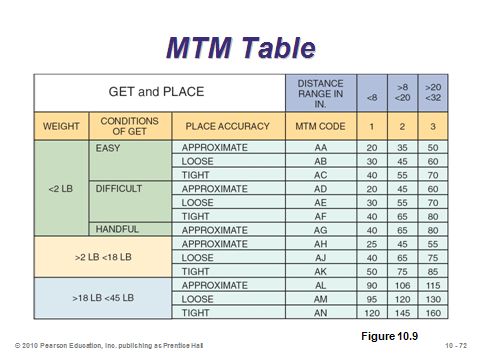 MTM Table
GET and PLACE DISTANCE RANGE IN IN. <8 >8 <20 >20 <32
WEIGHT CONDITIONS OF GET PLACE ACCURACY MTM CODE 1 2 3
<2 LB EASY APPROXIMATE AA 20 35 50
LOOSE AB 30 45 60
TIGHT AC 40 55 70
DIFFICULT APPROXIMATE AD 20 45 60
LOOSE AE 30 55 70
TIGHT AF 40 65 80
HANDFUL APPROXIMATE AG 40 65 80
>2 LB <18 LB APPROXIMATE AH 25 45 55
LOOSE AJ 40 65 75
TIGHT AK 50 75 85
>18 LB <45 LB APPROXIMATE AL 90 106 115
LOOSE AM 95 120 130
TIGHT AN 120 145 160
Figure 10.9
© 2010 Pearson Education, Inc. publishing as Prentice Hall 10 - 72